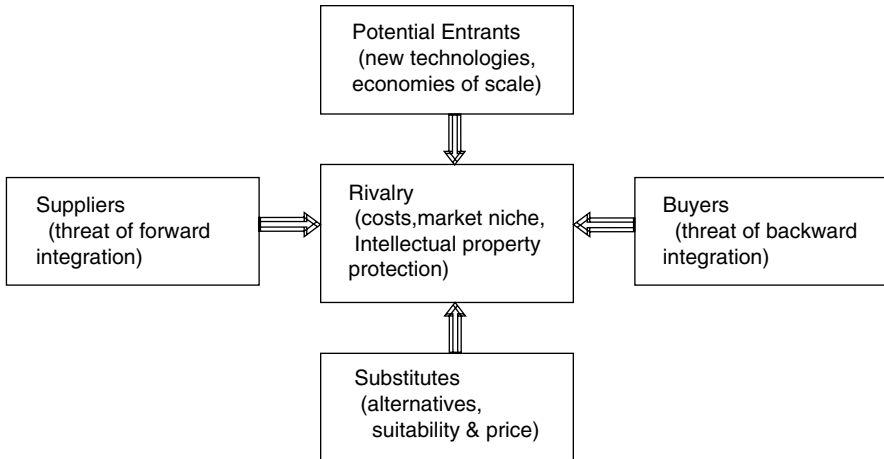 Potential Entrants
(new technologies,
economies of scale)
Suppliers
(threat of forward
integration)
Rivalry
(costs,market niche,
Intellectual property
protection)
Buyers
(threat of backward
integration)
Substitutes
(alternatives,
suitability & price)